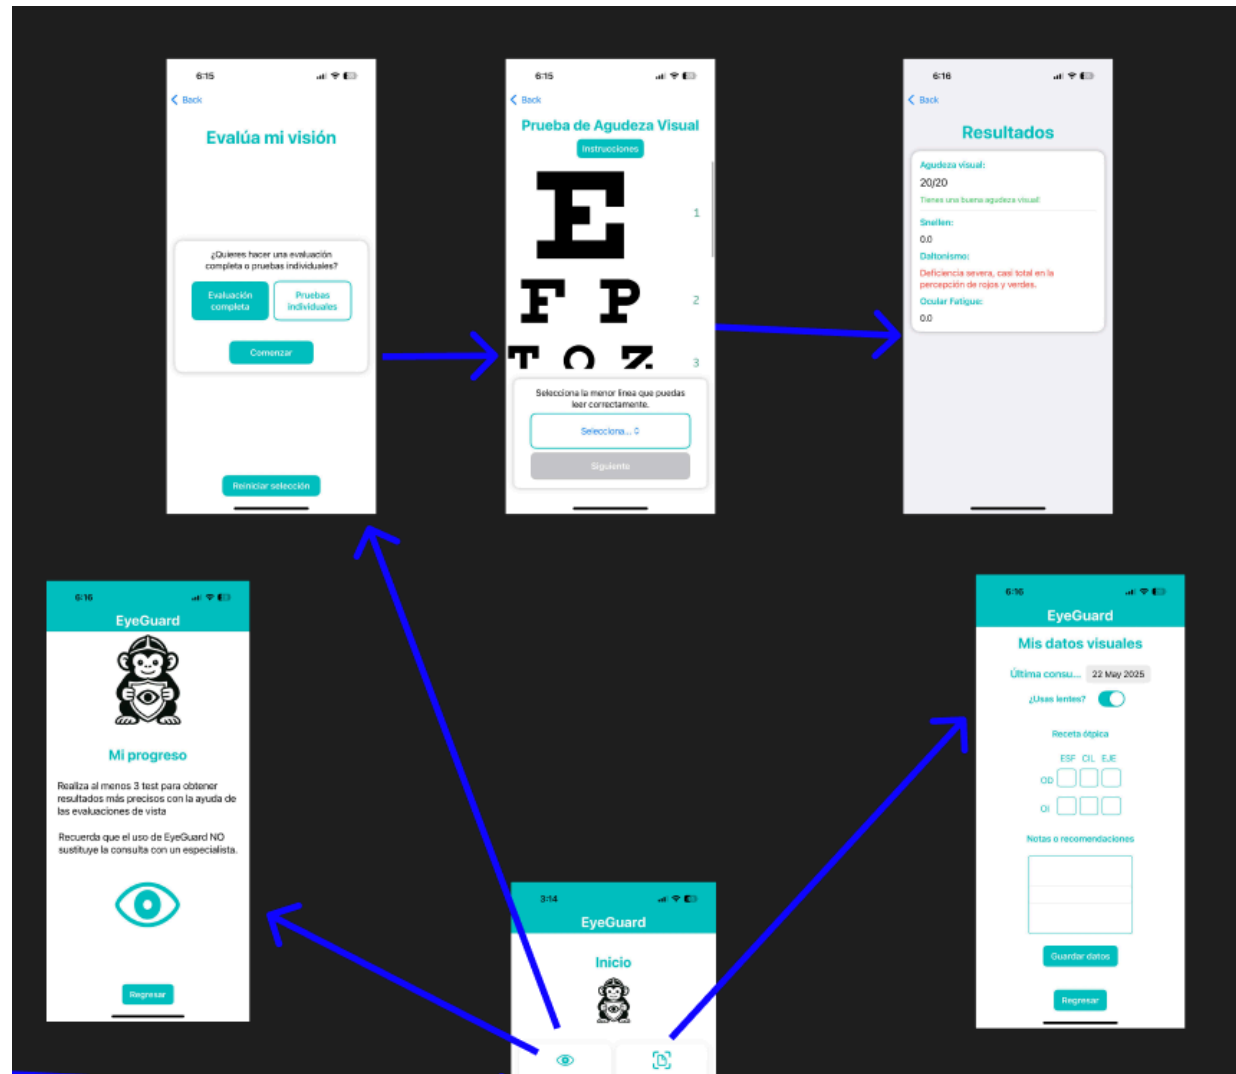 6:15
Back
Evalúa mi visión
¿Quieres hacer una evaluación
completa o pruebas individuales?
Evaluación
completa
Pruebas
individuales
Comenzar
Reiniciar selección
6:15
Back
Prueba de Agudeza Visual
Instrucciones
E
1
F P
2
T O Z
3
Selecciona la menor linea que puedas
leer correctamente.
Selecciona...
Siguiente
6:16
Back
Resultados
Agudeza visual:
20/20
Tienes una buena agudeza visual!
Snellen:
0.0
Daltonismo:
Deficiencia severa, casi total en la
percepción de rojos y verdes.
Ocular Fatigue:
0.0
6:16
EyeGuard
Mi progreso
Realiza al menos 3 test para obtener
resultados más precisos con la ayuda de
las evaluaciones de vista
Recuerda que el uso de EyeGuard NO
sustituye la consulta con un especialista.
Regresar
3:14
EyeGuard
Inicio
6:16
EyeGuard
Mis datos visuales
Última consu... 22 May 2025
¿Usas lentes?
Receta ótpica
ESF CIL EJE
OD
OI
Notas o recomendaciones
Guardar datos
Regresar